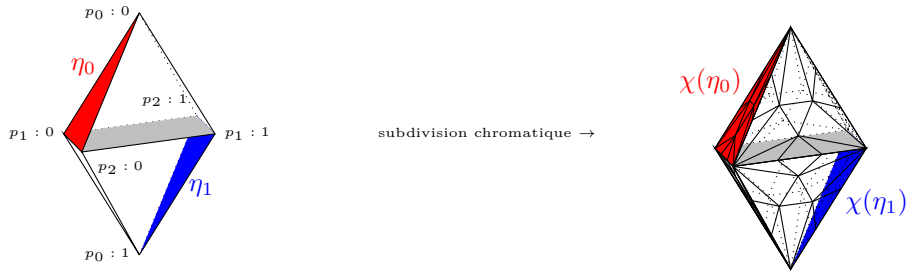 p₀ : 0
η₀
p₂ : 1
p₁ : 0
p₁ : 1
p₂ : 0
η₁
p₀ : 1
subdivision chromatique →
χ(η₀)
χ(η₁)